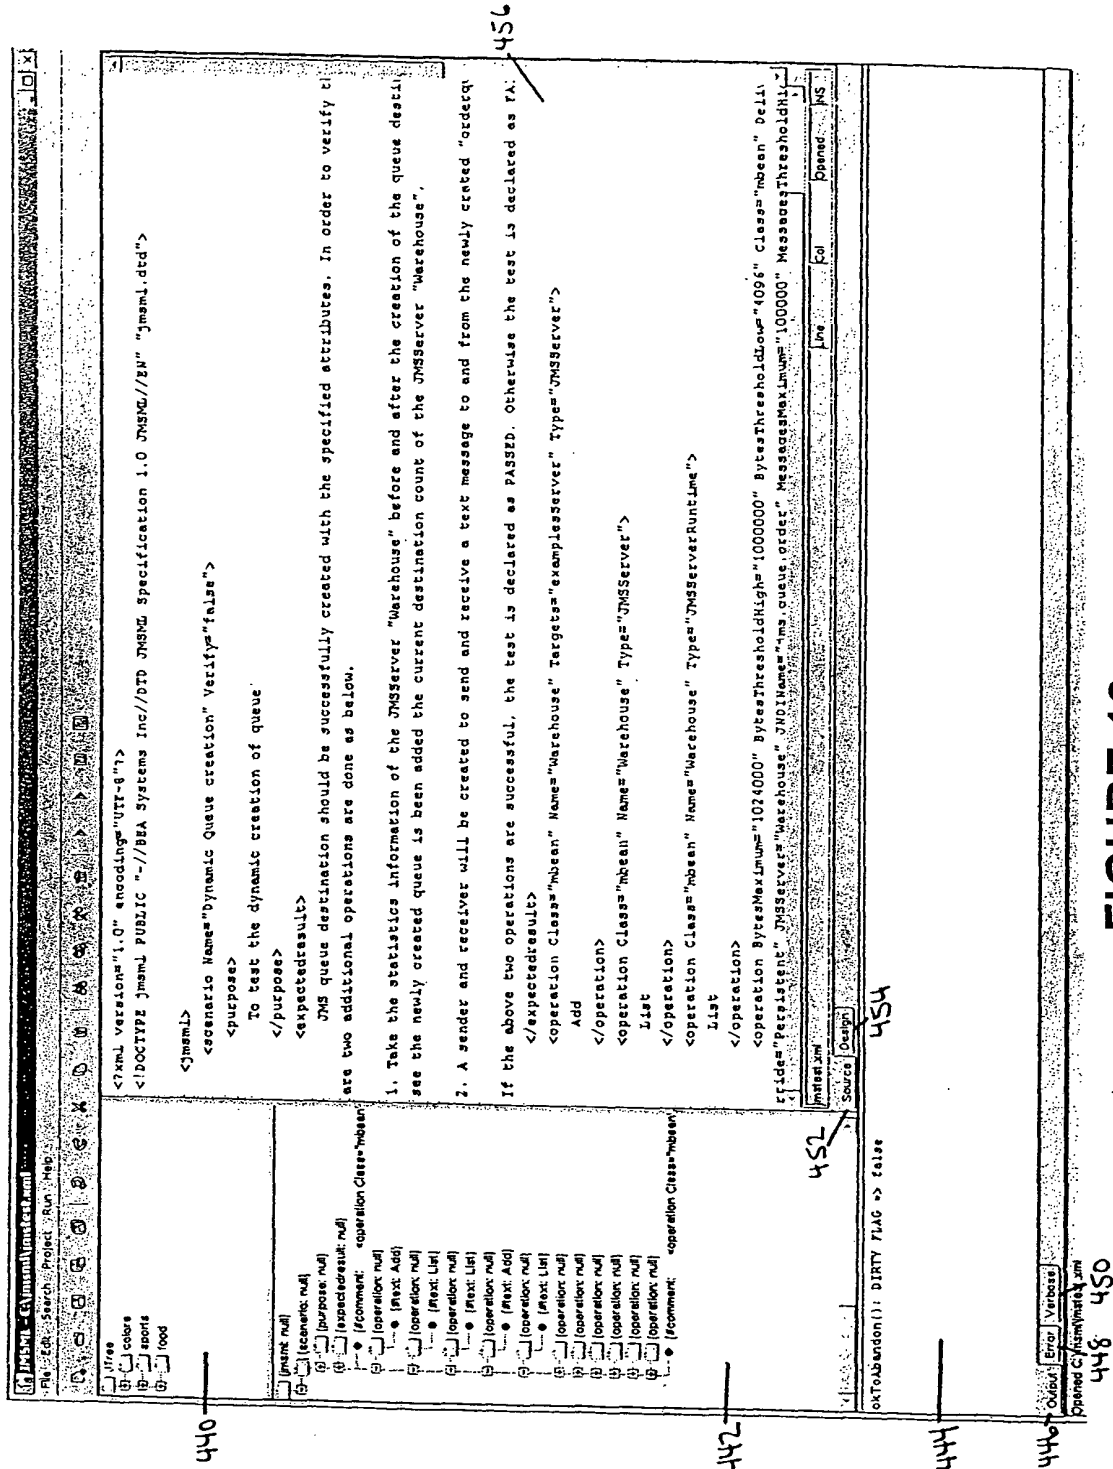 JMSML - C:\jmsml\jmstest.xml
File Edit Search Project Run Help
JTree
colors
sports
food
440
{jmsml: null}
{scenario: null}
{purpose: null}
{expectedresult: null}
{#comment: <operation Class="mbean"
{operation: null}
{#text: Add}
{operation: null}
{#text: List}
{operation: null}
{#text: List}
{operation: null}
{#text: Add}
{operation: null}
{#text: List}
{operation: null}
{operation: null}
{operation: null}
{operation: null}
{#comment: <operation Class="mbean"
442
<?xml version="1.0" encoding="UTF-8"?>
<!DOCTYPE jmsml PUBLIC "-//BEA Systems Inc//DTD JMSML Specification 1.0 JMSML//EN" "jmsml.dtd">
<jmsml>
<scenario Name="Dynamic Queue creation" Verify="false">
<purpose>
To test the dynamic creation of queue
</purpose>
<expectedresult>
JMS queue destination should be successfully created with the specified attributes. In order to verify t
are two additional operations are done as below.
1. Take the statistics information of the JMSServer "Warehouse" before and after the creation of the queue desti
see the newly created queue is been added the current destination count of the JMSServer "Warehouse".
2. A sender and receiver will be created to send and receive a text message to and from the newly created "orderqu
If the above two operations are successful, the test is declared as PASSED. Otherwise the test is declared as FA
</expectedresult>
<operation Class="mbean" Name="Warehouse" Targets="examplesServer" Type="JMSServer">
Add
</operation>
<operation Class="mbean" Name="Warehouse" Type="JMSServer">
List
</operation>
<operation Class="mbean" Name="Warehouse" Type="JMSServerRuntime">
List
</operation>
<operation BytesMaximum="1024000" BytesThresholdHigh="1000000" BytesThresholdLow="4096" Class="mbean" Deliv
rride="Persistent" JMSServer="Warehouse" JNDIName="jms.queue.order" MessagesMaximum="100000" MessagesThresholdHi
456
jmstest.xml Line Col Opened INS
452
Source Design
454
okToAbandon(): DIRTY FLAG => false
444
446
Output Error Verbose
Opened C:\jmsml\jmstest.xml
448 450